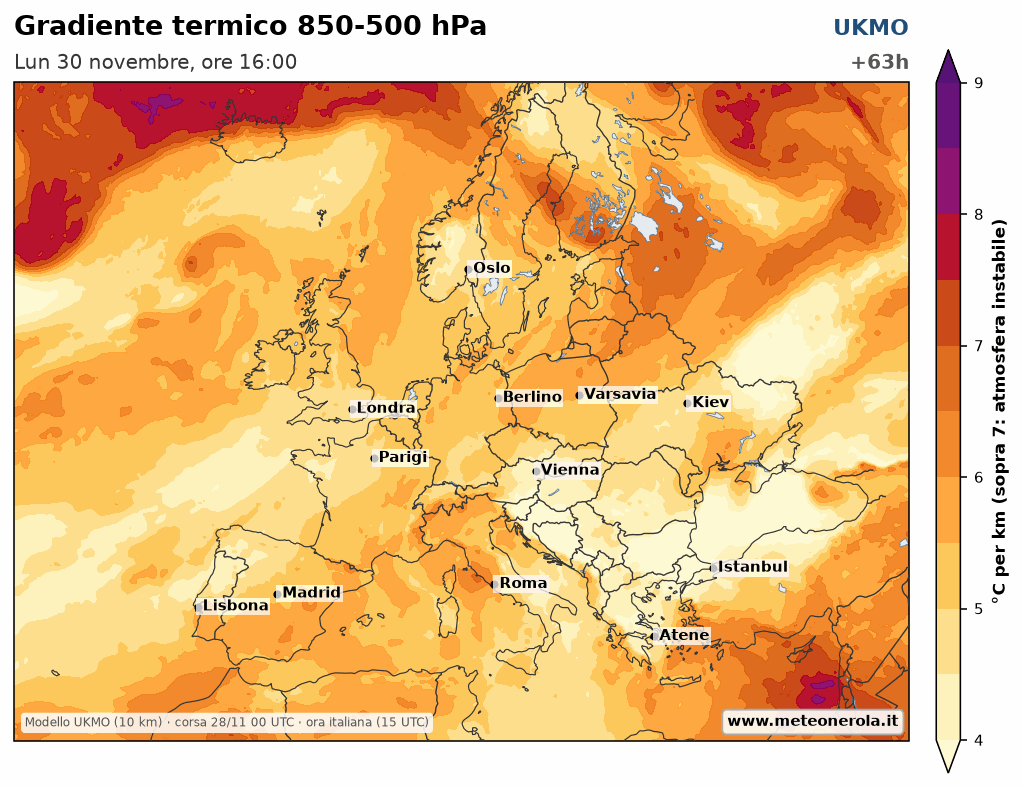 Gradiente termico 850-500 hPa
UKMO
Lun 30 novembre, ore 16:00
+63h
9
8
7
6
5
4
°C per km (sopra 7: atmosfera instabile)
Oslo
Londra
Berlino
Varsavia
Kiev
Parigi
Vienna
Istanbul
Roma
Madrid
Lisbona
Atene
Modello UKMO (10 km) · corsa 28/11 00 UTC · ora italiana (15 UTC)
www.meteonerola.it